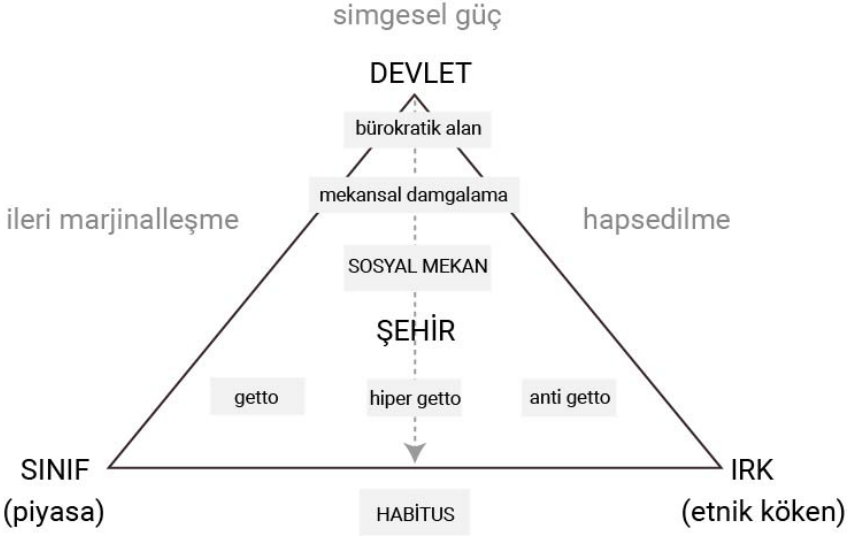 simgesel güç
DEVLET
bürokratik alan
mekansal damgalama
ileri marjinalleşme
hapsedilme
SOSYAL MEKAN
ŞEHİR
getto
hiper getto
anti getto
SINIF
(piyasa)
IRK
(etnik köken)
HABİTUS